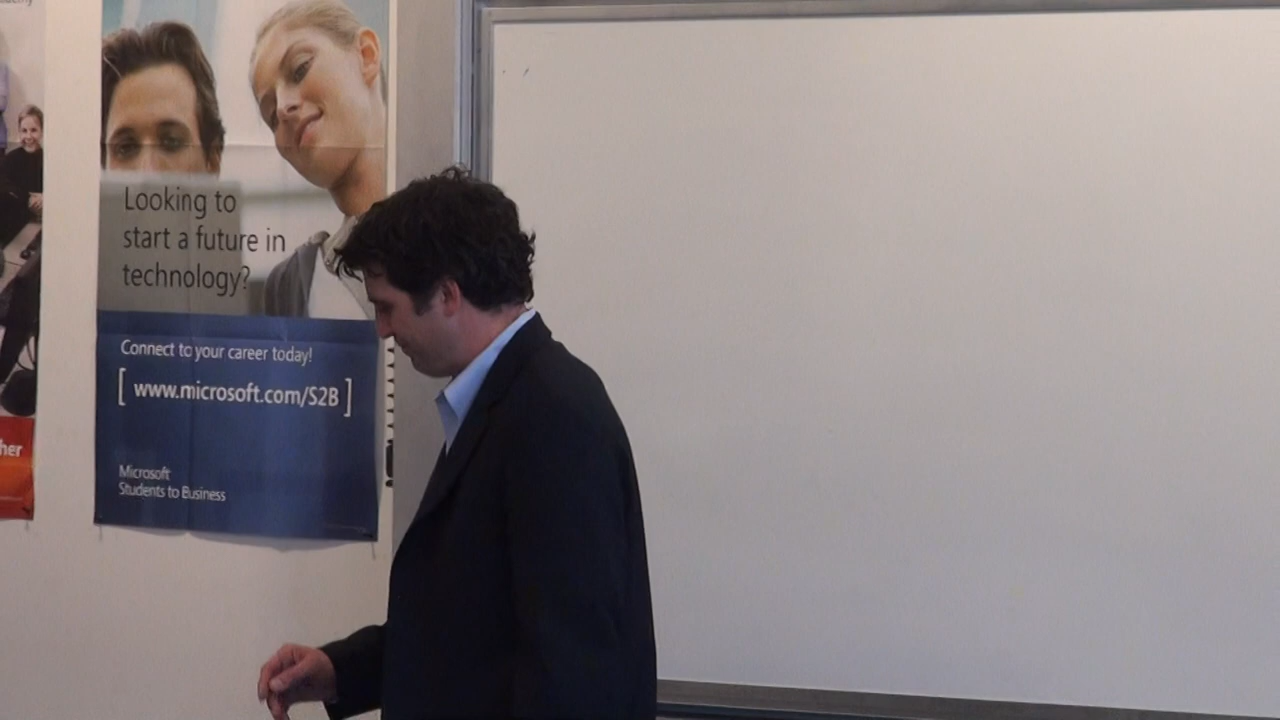 Looking to
start a future in
technology?
Connect to your career today!
[ www.microsoft.com/S2B ]
Microsoft
Students to Business
her